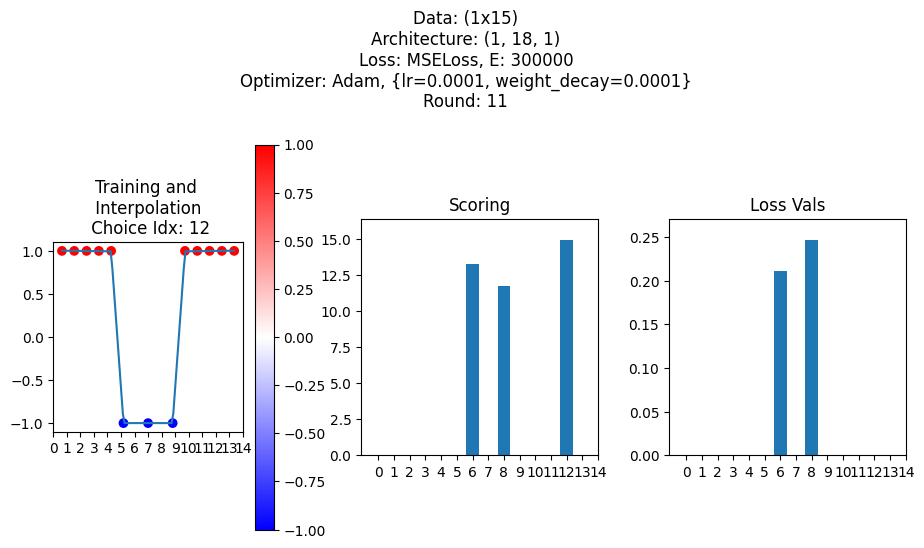 Data: (1x15)
Architecture: (1, 18, 1)
Loss: MSELoss, E: 300000
Optimizer: Adam, {lr=0.0001, weight_decay=0.0001}
Round: 11
Training and
Interpolation
Choice Idx: 12
1.0
0.5
0.0
−0.5
−1.0
0 1 2 3 4 5 6 7 8 9 10 11 12 13 14
1.00
0.75
0.50
0.25
0.00
−0.25
−0.50
−0.75
−1.00
Scoring
15.0
12.5
10.0
7.5
5.0
2.5
0.0
0 1 2 3 4 5 6 7 8 9 10 11 12 13 14
Loss Vals
0.25
0.20
0.15
0.10
0.05
0.00
0 1 2 3 4 5 6 7 8 9 10 11 12 13 14